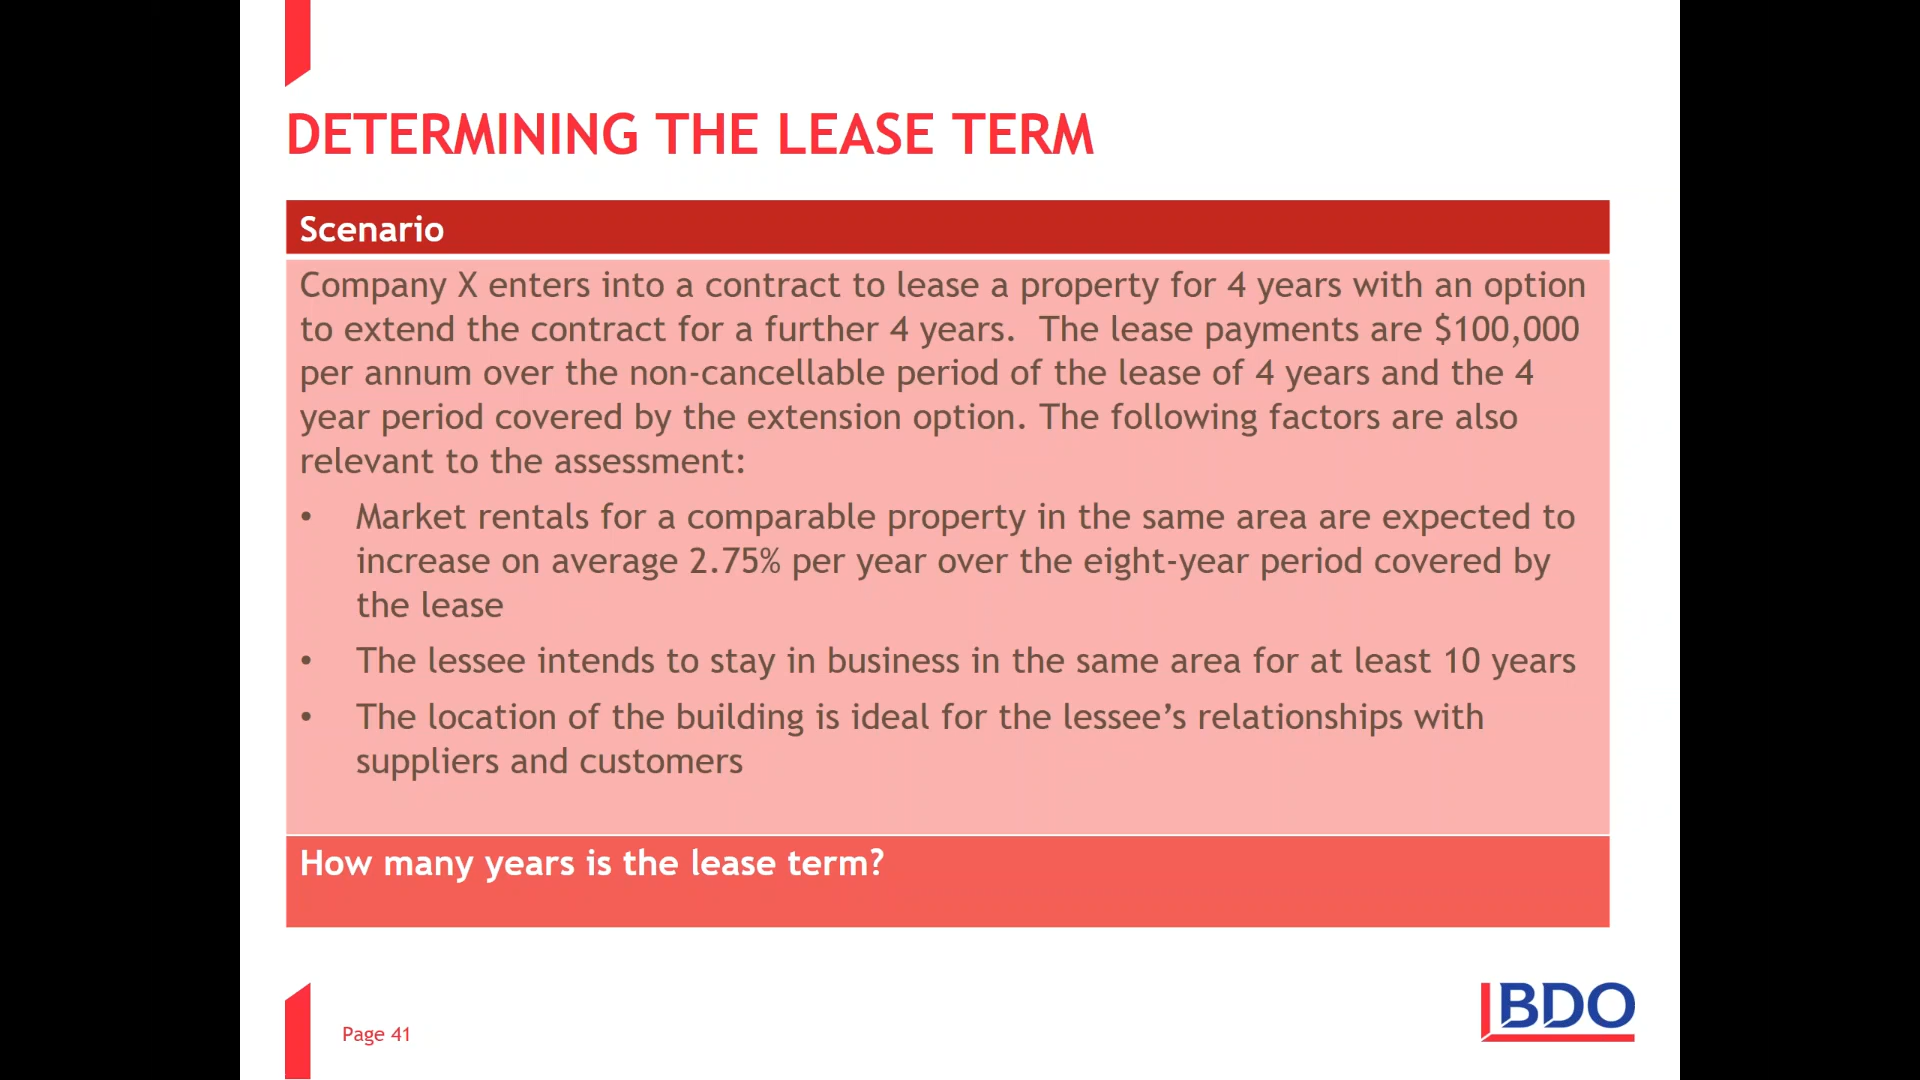 DETERMINING THE LEASE TERM
Scenario
Company X enters into a contract to lease a property for 4 years with an option
to extend the contract for a further 4 years.  The lease payments are $100,000
per annum over the non-cancellable period of the lease of 4 years and the 4
year period covered by the extension option. The following factors are also
relevant to the assessment:
• Market rentals for a comparable property in the same area are expected to
increase on average 2.75% per year over the eight-year period covered by
the lease
• The lessee intends to stay in business in the same area for at least 10 years
• The location of the building is ideal for the lessee’s relationships with
suppliers and customers
How many years is the lease term?
Page 41
BDO